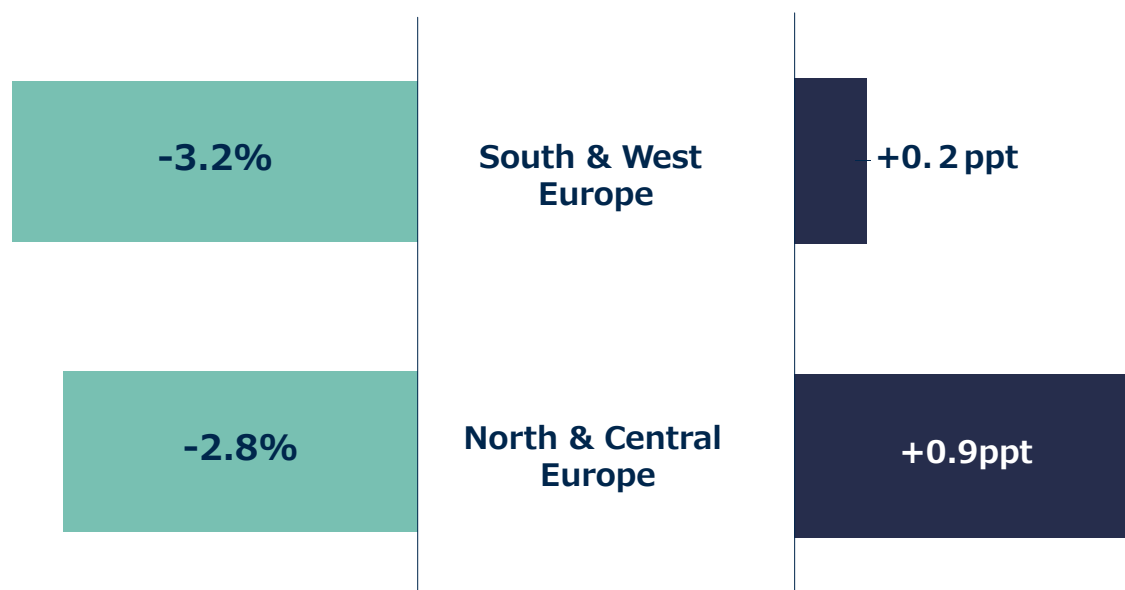 -3.2%
South & West
Europe
+0. 2 ppt
-2.8%
North & Central
Europe
+0.9ppt